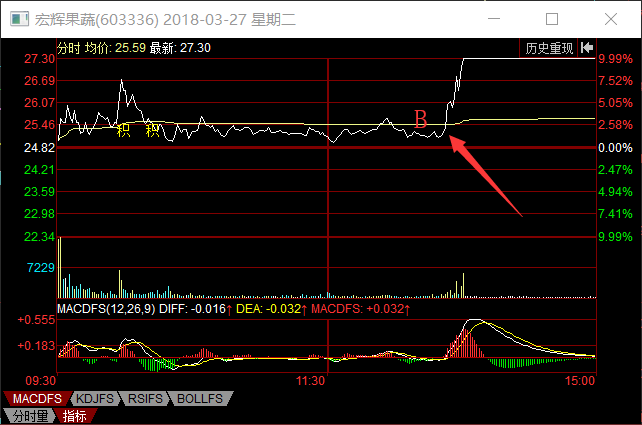 宏辉果蔬(603336) 2018-03-27 星期二
分时 均价: 25.59 最新: 27.30 历史重现
27.30 9.99%
26.69 7.52%
26.07 5.05%
25.46 2.58%
积 积 B
24.82 0.00%
24.21 2.47%
23.59 4.94%
22.98 7.41%
22.34 9.99%
7229
MACDFS(12,26,9) DIFF: -0.016↑ DEA: -0.032↑ MACDFS: +0.032↑
+0.555
+0.183
09:30 11:30 15:00
MACDFS KDJFS RSIFS BOLLFS
分时量 指标